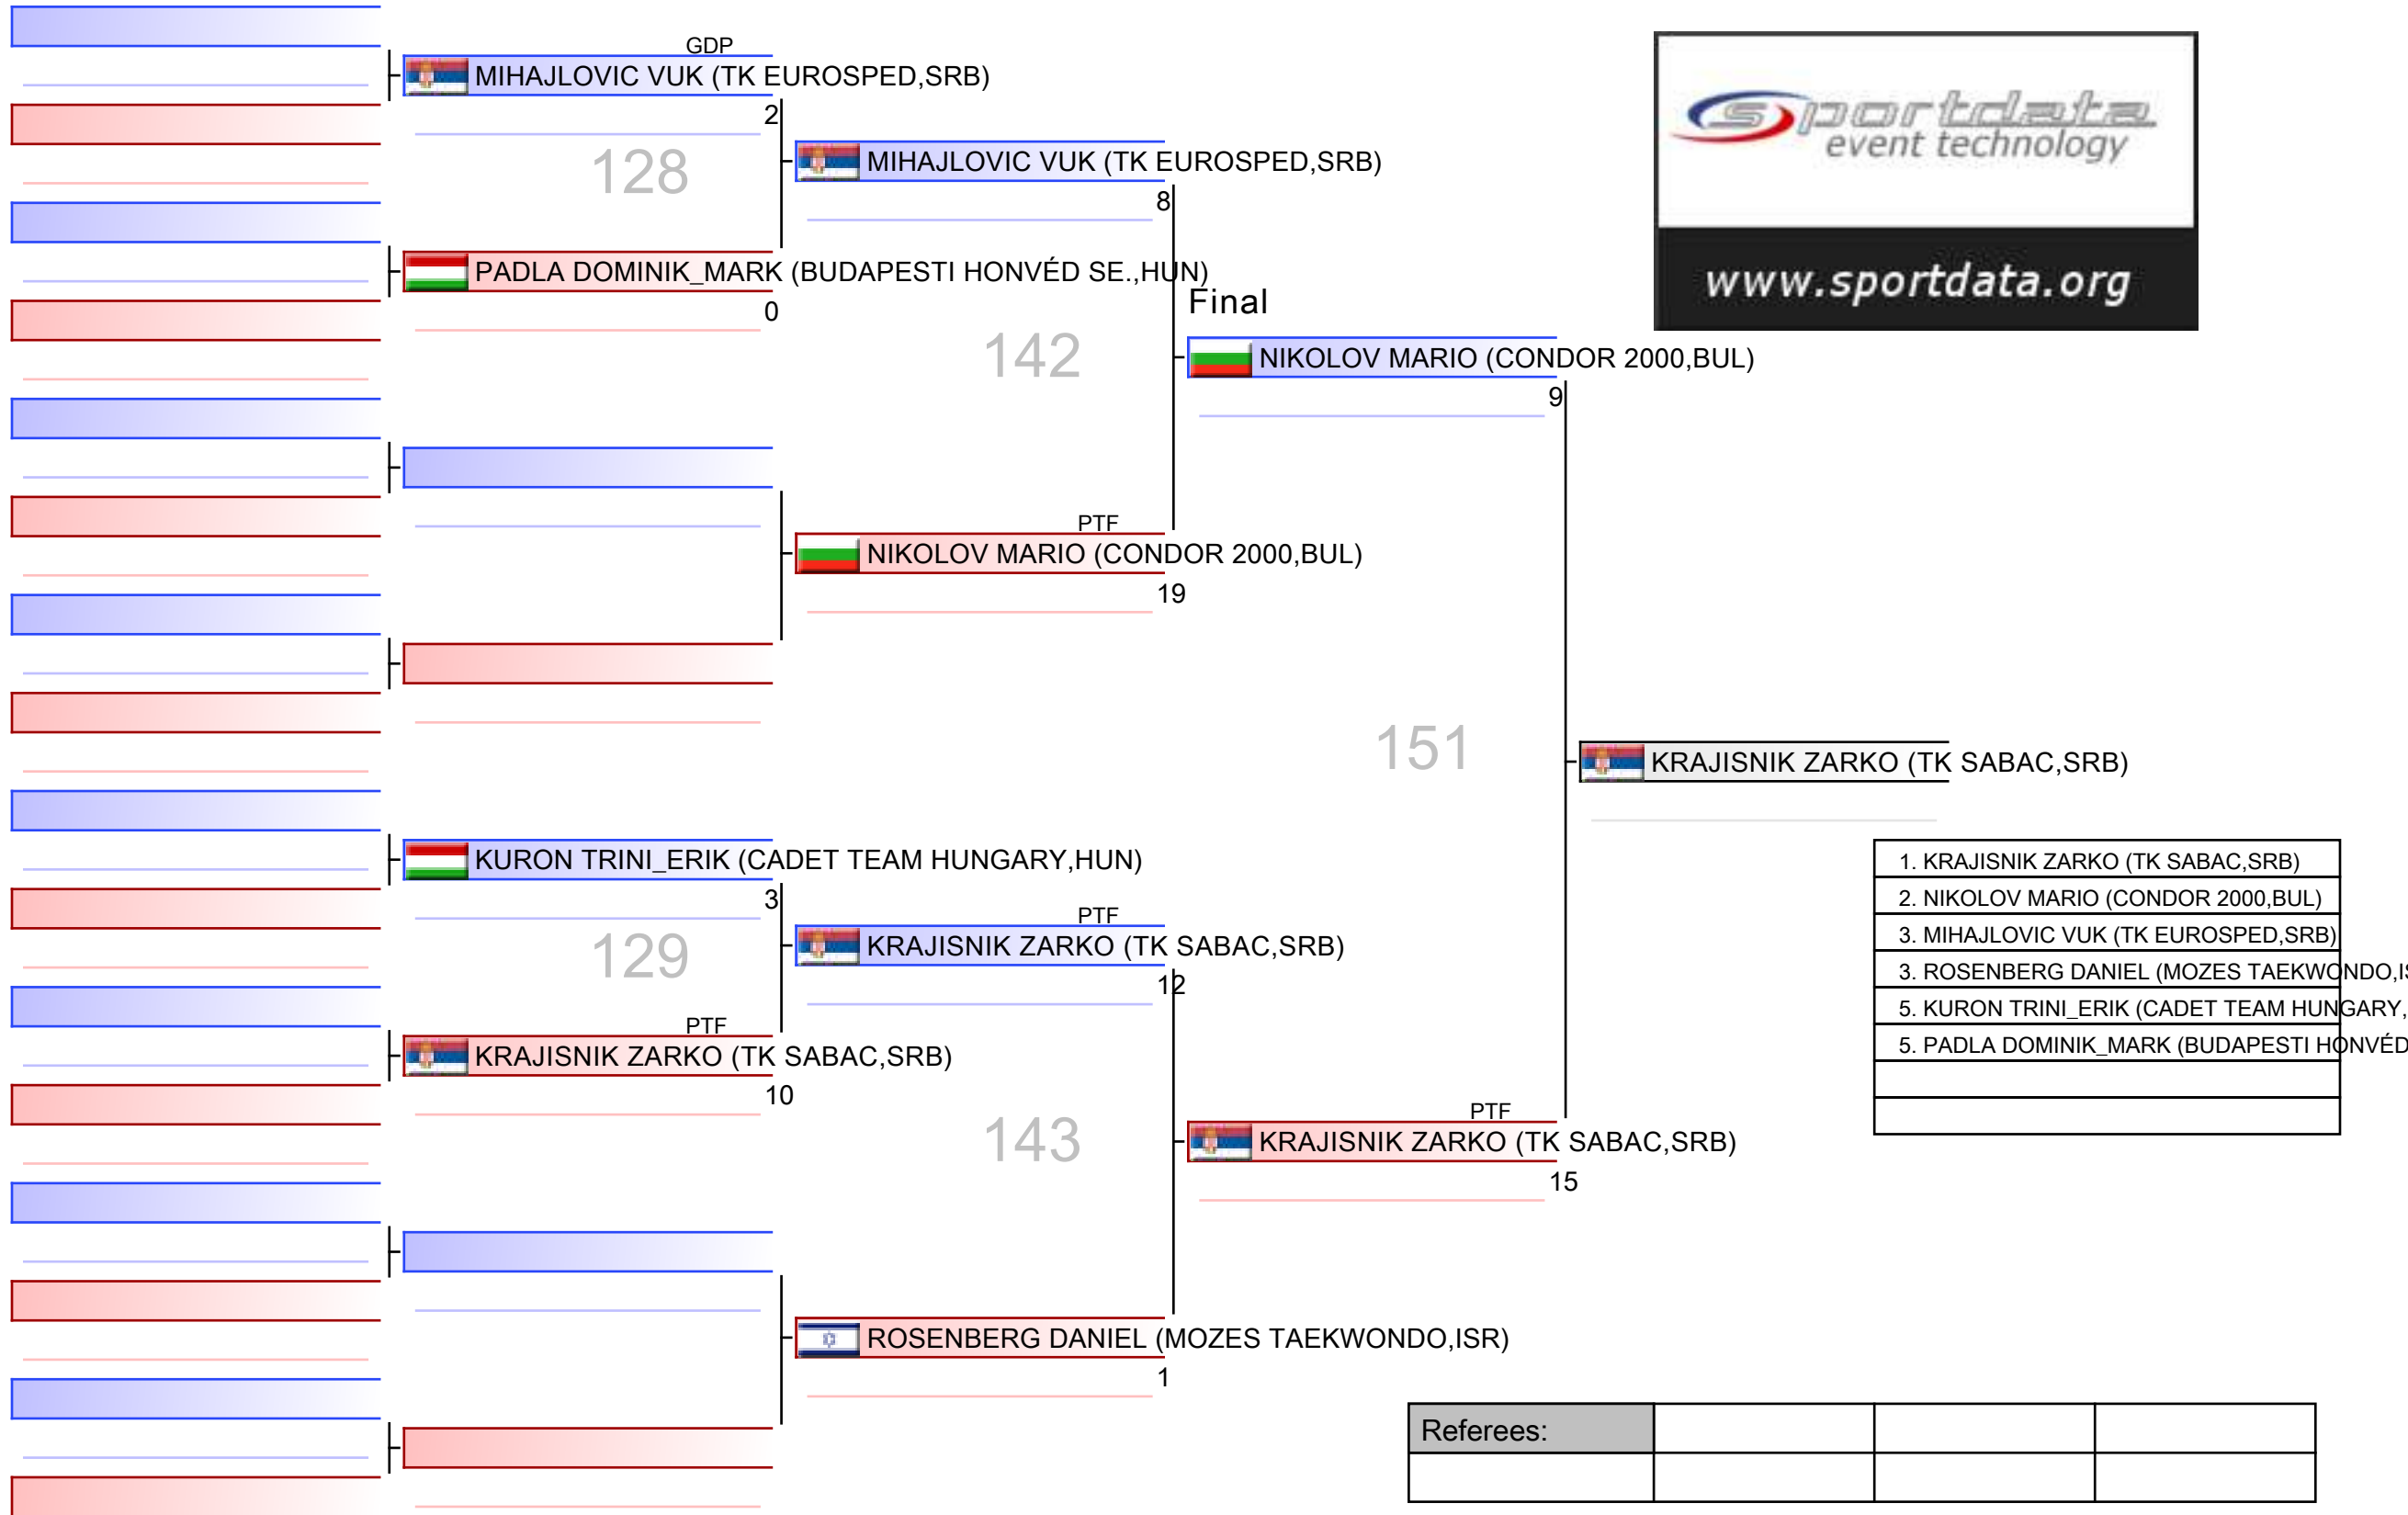 GDP
MIHAJLOVIC VUK (TK EUROSPED,SRB)
2
128
PADLA DOMINIK_MARK (BUDAPESTI HONVÉD SE.,HUN)
0
MIHAJLOVIC VUK (TK EUROSPED,SRB)
8
142
PTF
NIKOLOV MARIO (CONDOR 2000,BUL)
19
Final
NIKOLOV MARIO (CONDOR 2000,BUL)
9
151
KURON TRINI_ERIK (CADET TEAM HUNGARY,HUN)
3
129
PTF
KRAJISNIK ZARKO (TK SABAC,SRB)
10
PTF
KRAJISNIK ZARKO (TK SABAC,SRB)
12
143
ROSENBERG DANIEL (MOZES TAEKWONDO,ISR)
1
PTF
KRAJISNIK ZARKO (TK SABAC,SRB)
15
KRAJISNIK ZARKO (TK SABAC,SRB)
sportdata
event technology
www.sportdata.org
1. KRAJISNIK ZARKO (TK SABAC,SRB)
2. NIKOLOV MARIO (CONDOR 2000,BUL)
3. MIHAJLOVIC VUK (TK EUROSPED,SRB)
3. ROSENBERG DANIEL (MOZES TAEKWONDO,IS
5. KURON TRINI_ERIK (CADET TEAM HUNGARY,
5. PADLA DOMINIK_MARK (BUDAPESTI HONVÉD
Referees: